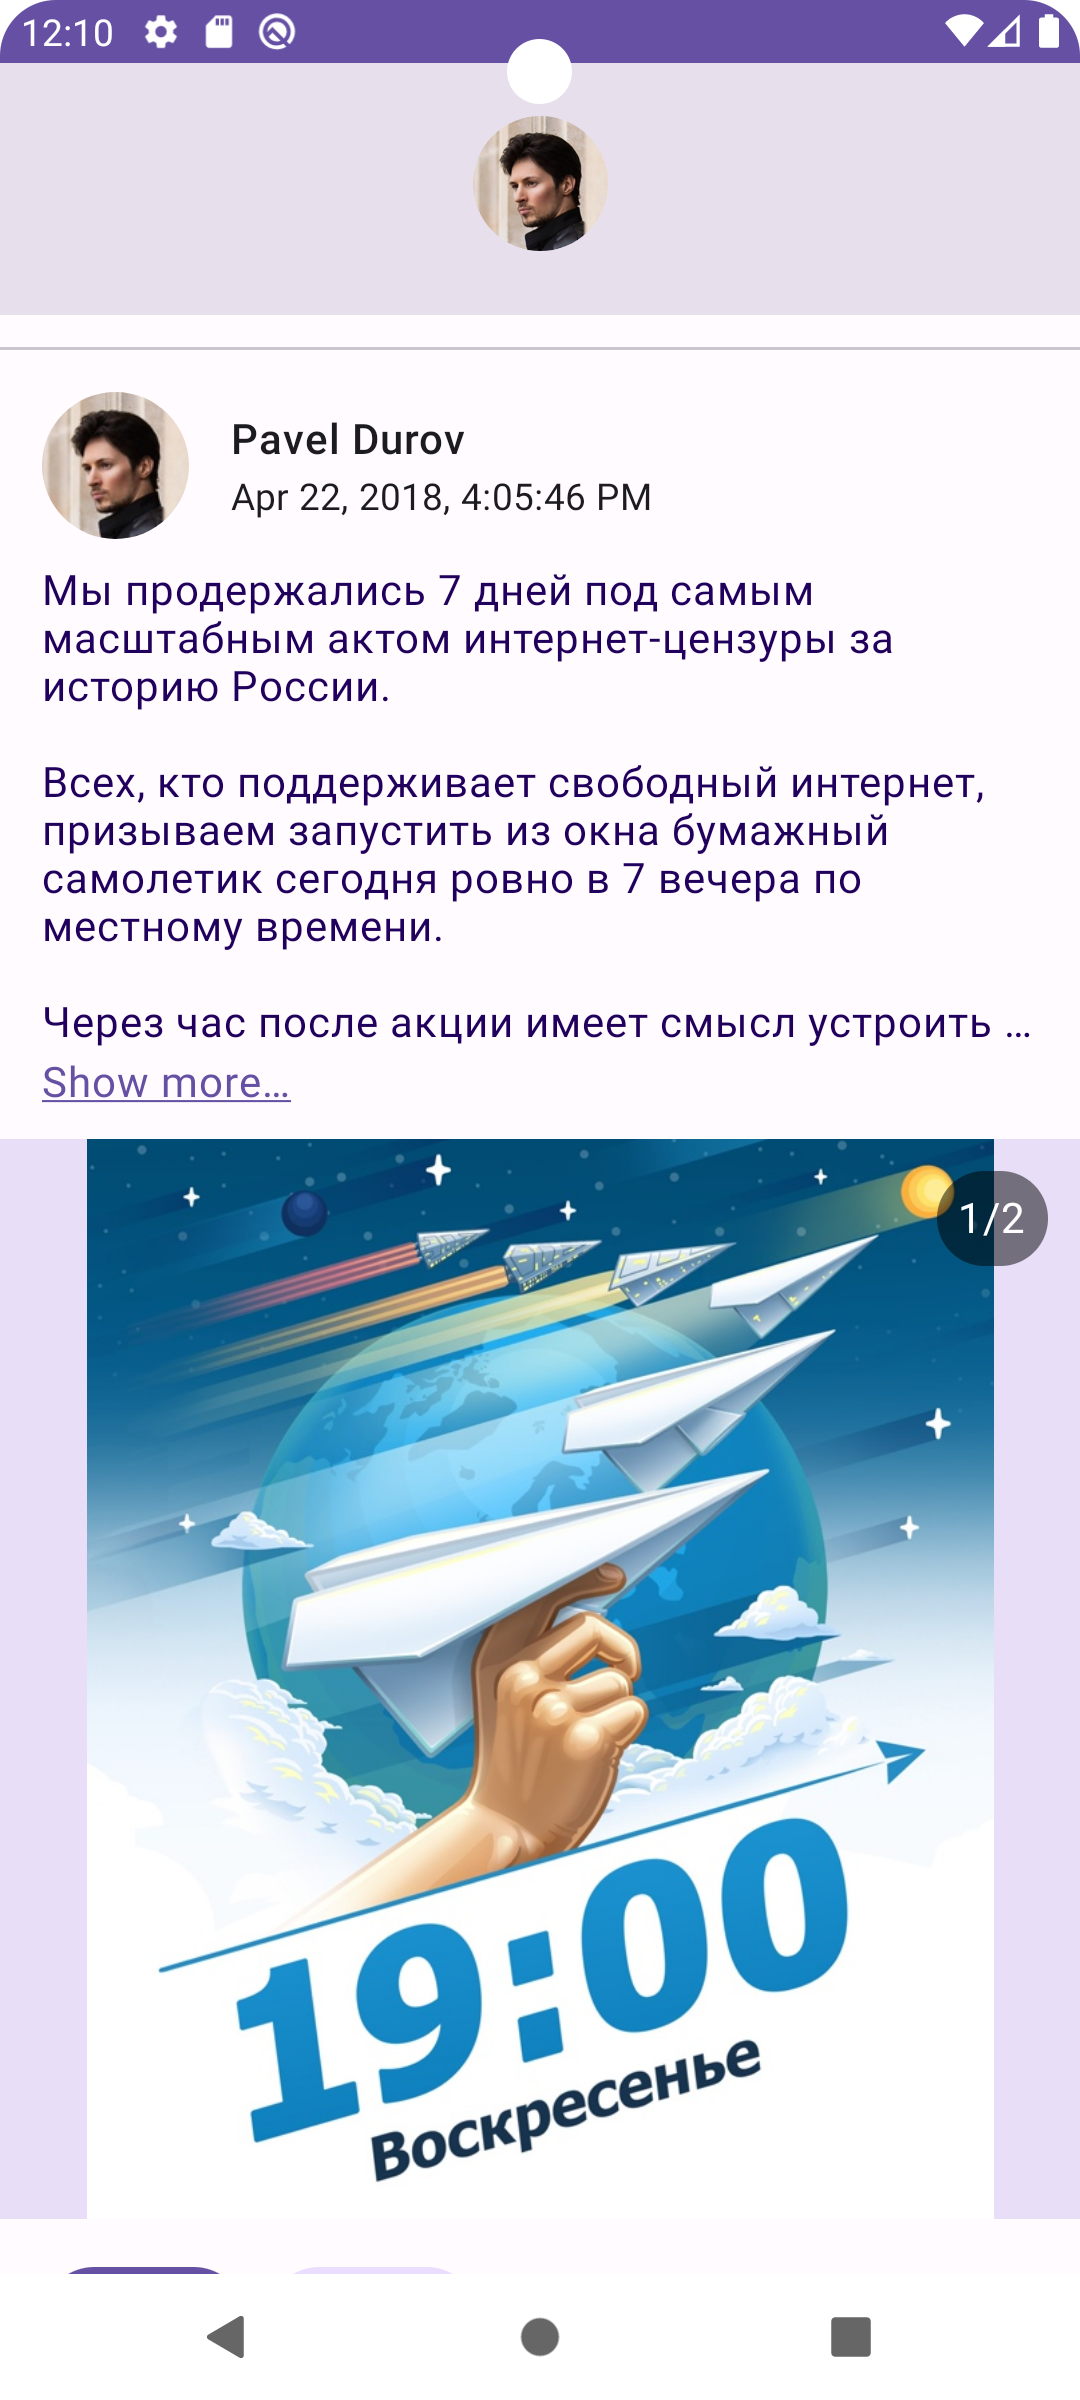 12:10
Pavel Durov
Apr 22, 2018, 4:05:46 PM
Мы продержались 7 дней под самым
масштабным актом интернет-цензуры за
историю России.
Всех, кто поддерживает свободный интернет,
призываем запустить из окна бумажный
самолетик сегодня ровно в 7 вечера по
местному времени.
Через час после акции имеет смысл устроить ...
Show more...
1/2
19:00
Воскресенье